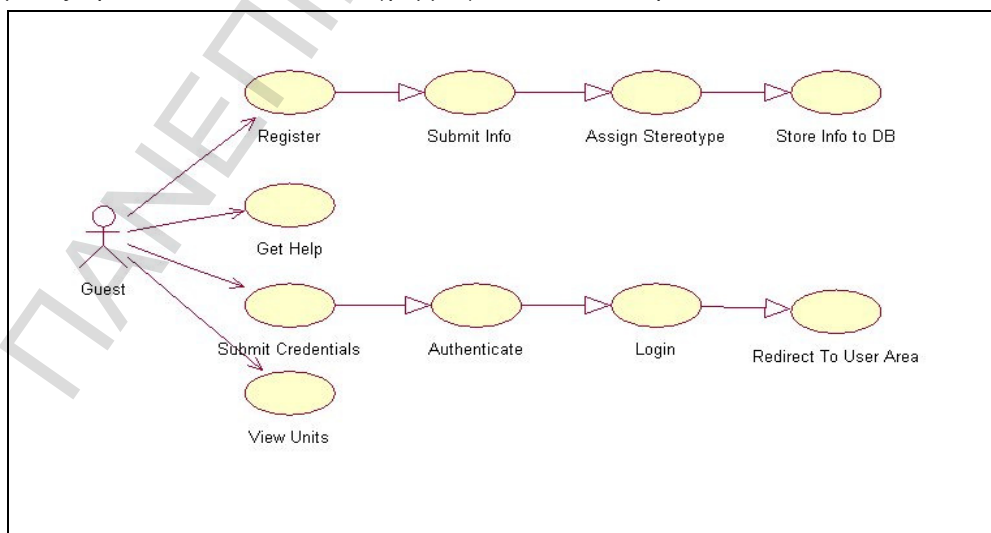 Register
Submit Info
Assign Stereotype
Store Info to DB
Get Help
Guest
Submit Credentials
Authenticate
Login
Redirect To User Area
View Units
ΠΑΝΕΠ